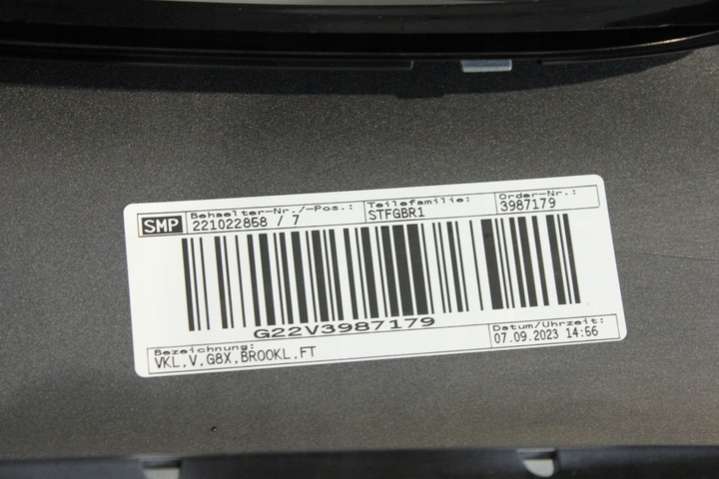 SMP
Behaelter-Nr./-Pos.: Teilefamilie: Order-Nr.:
221022858 / 7 STFGBR1 3987179
G22V3987179
Bezeichnung: Datum/Uhrzeit:
VKL,V,G8X,BROOKL,FT 07.09.2023 14:56